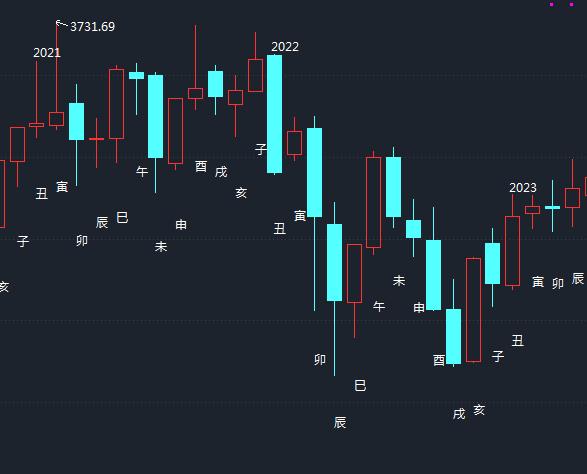 3731.69
2021
2022
2023
亥
子
丑
寅
卯
辰
巳
午
未
申
酉
戌
亥
子
丑
寅
卯
辰
巳
午
未
申
酉
戌
亥
子
丑
寅
卯
辰